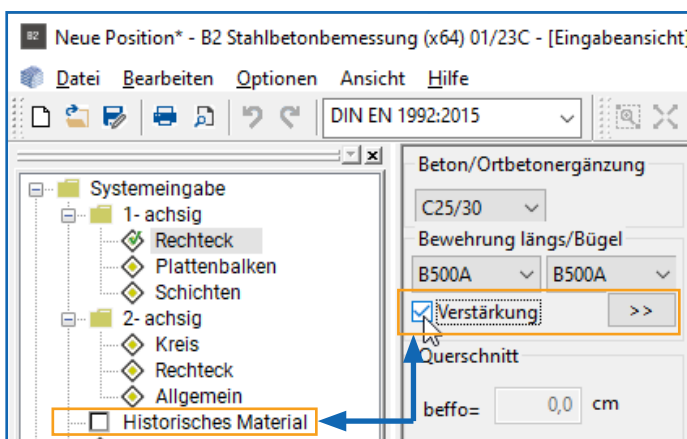 B2 Neue Position* - B2 Stahlbetonbemessung (x64) 01/23C - [Eingabeansicht]
Datei Bearbeiten Optionen Ansicht Hilfe
DIN EN 1992:2015
Systemeingabe
1- achsig
Rechteck
Plattenbalken
Schichten
2- achsig
Kreis
Rechteck
Allgemein
Historisches Material
Beton/Ortbetonergänzung
C25/30
Bewehrung längs/Bügel
B500A B500A
Verstärkung >>
Querschnitt
beffo= 0,0 cm